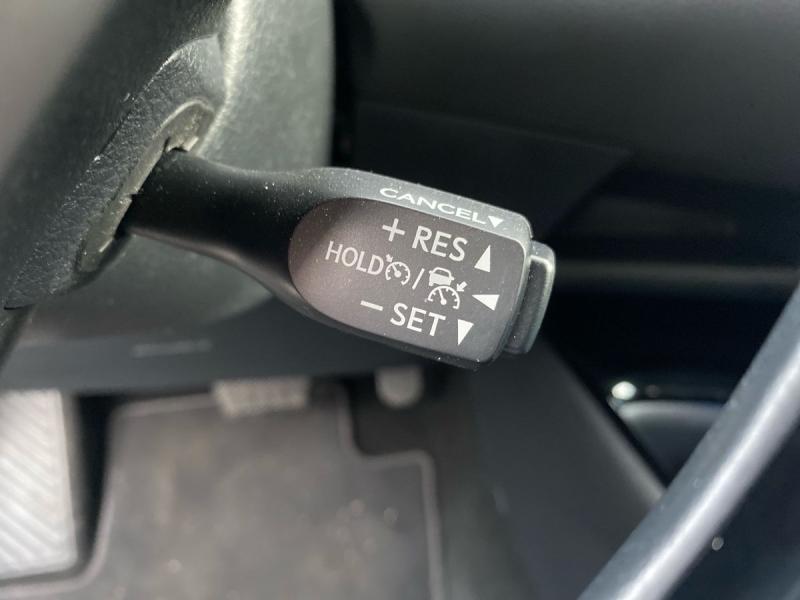 CANCEL▼
+ RES ▲
HOLD / ◄
– SET ▼